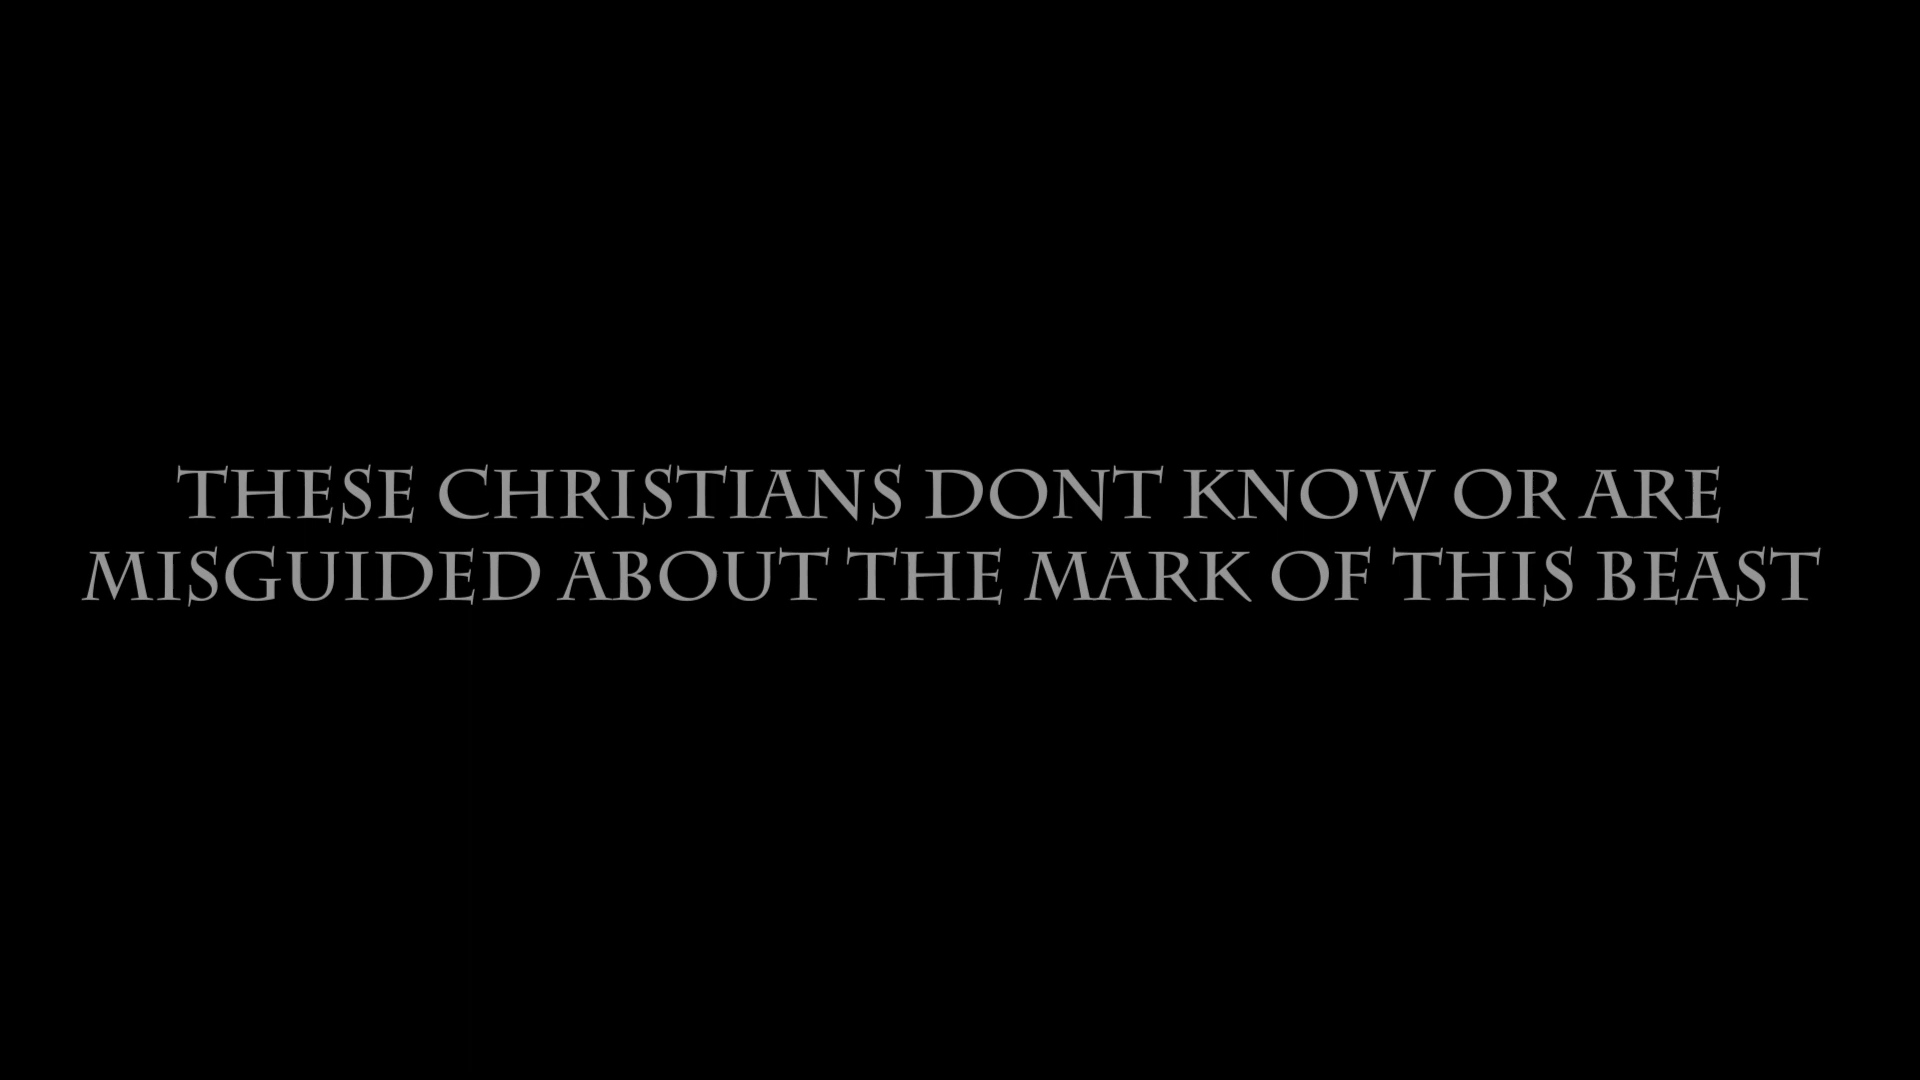 THESE CHRISTIANS DONT KNOW OR ARE
MISGUIDED ABOUT THE MARK OF THIS BEAST